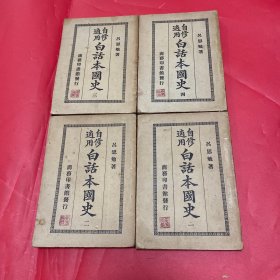 呂思勉著
自修適用 白話本國史 三
商務印書館發行
呂思勉著
自修適用 白話本國史 四
商務印書館發行
呂思勉著
自修適用 白話本國史 二
商務印書館發行
呂思勉著
自修適用 白話本國史 一
商務印書館發行